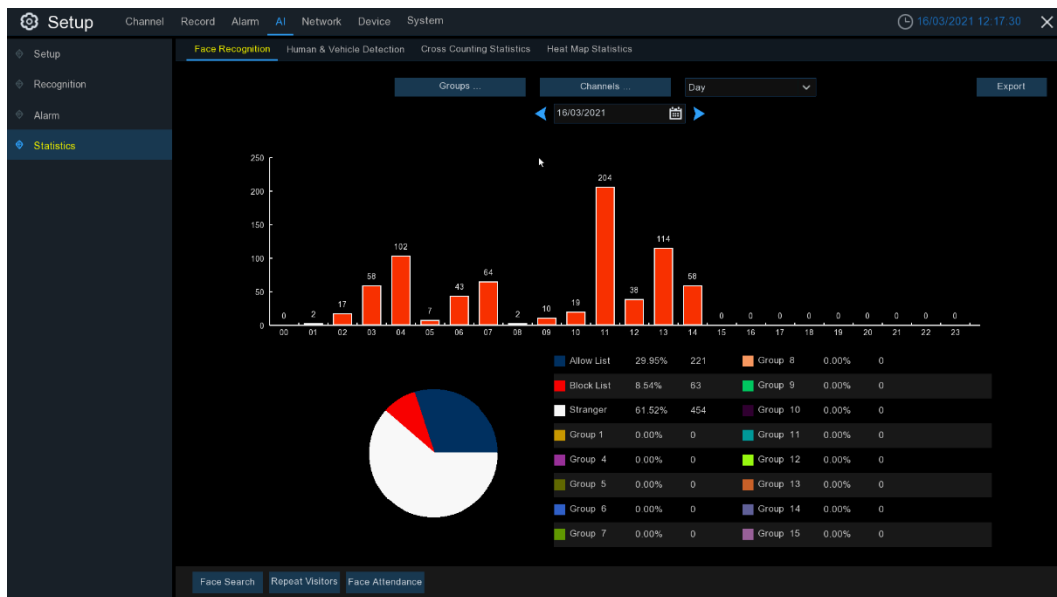 Setup Channel Record Alarm AI Network Device System 16/03/2021 12:17:30
Setup
Recognition
Alarm
Statistics
Face Recognition Human & Vehicle Detection Cross Counting Statistics Heat Map Statistics
Groups ... Channels ... Day Export
16/03/2021
250
200
150
100
50
0
0 2 17 58 102 7 43 64 2 10 19 204 38 114 58 0 0 0 0 0 0 0 0 0
00 01 02 03 04 05 06 07 08 09 10 11 12 13 14 15 16 17 18 19 20 21 22 23
Allow List 29.95% 221 Group 8 0.00% 0
Block List 8.54% 63 Group 9 0.00% 0
Stranger 61.52% 454 Group 10 0.00% 0
Group 1 0.00% 0 Group 11 0.00% 0
Group 4 0.00% 0 Group 12 0.00% 0
Group 5 0.00% 0 Group 13 0.00% 0
Group 6 0.00% 0 Group 14 0.00% 0
Group 7 0.00% 0 Group 15 0.00% 0
Face Search Repeat Visitors Face Attendance